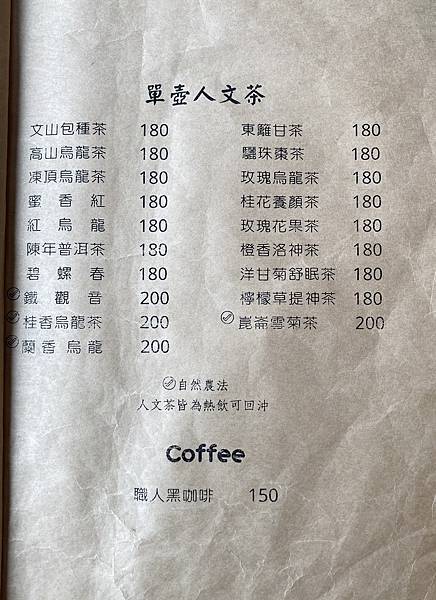 單壺人文茶
文山包種茶 180
高山烏龍茶 180
凍頂烏龍茶 180
蜜香紅 180
紅烏龍 180
陳年普洱茶 180
碧螺春 180
鐵觀音 200
桂香烏龍茶 200
蘭香烏龍 200
東籬甘茶 180
驪珠棗茶 180
玫瑰烏龍茶 180
桂花養顏茶 180
玫瑰花果茶 180
橙香洛神茶 180
洋甘菊舒眠茶 180
檸檬草提神茶 180
崑崙雪菊茶 200
自然農法
人文茶皆為熱飲可回沖
Coffee
職人黑咖啡 150